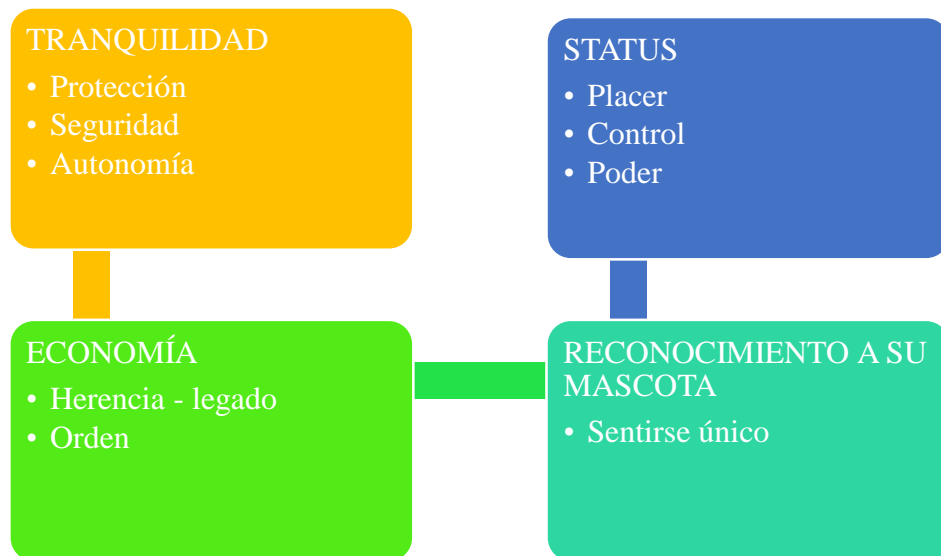 TRANQUILIDAD
• Protección
• Seguridad
• Autonomía
ECONOMÍA
• Herencia - legado
• Orden
RECONOCIMIENTO A SU
MASCOTA
• Sentirse único
STATUS
• Placer
• Control
• Poder